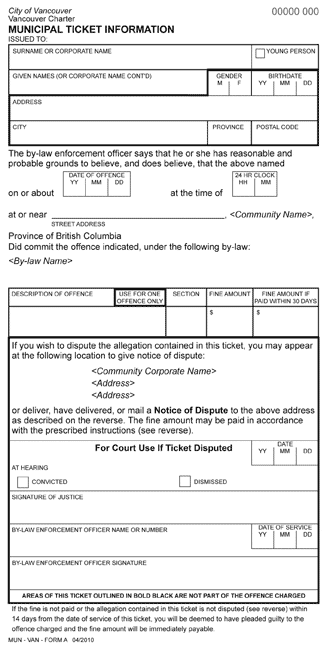 City of Vancouver 00000 000
Vancouver Charter
MUNICIPAL TICKET INFORMATION
ISSUED TO:
SURNAME OR CORPORATE NAME YOUNG PERSON
GIVEN NAMES (OR CORPORATE NAME CONT'D) GENDER BIRTHDATE
M F YY MM DD
ADDRESS
CITY PROVINCE POSTAL CODE
The by-law enforcement officer says that he or she has reasonable and
probable grounds to believe, and does believe, that the above named
DATE OF OFFENCE 24 HR CLOCK
YY MM DD HH MM
on or about at the time of
at or near <Community Name>,
STREET ADDRESS
Province of British Columbia
Did commit the offence indicated, under the following by-law:
<By-law Name>
DESCRIPTION OF OFFENCE USE FOR ONE OFFENCE ONLY SECTION FINE AMOUNT FINE AMOUNT IF PAID WITHIN 30 DAYS
$ $
If you wish to dispute the allegation contained in this ticket, you may appear
at the following location to give notice of dispute:
<Community Corporate Name>
<Address>
<Address>
or deliver, have delivered, or mail a Notice of Dispute to the above address
as described on the reverse. The fine amount may be paid in accordance
with the prescribed instructions (see reverse).
For Court Use If Ticket Disputed DATE
YY MM DD
AT HEARING
CONVICTED DISMISSED
SIGNATURE OF JUSTICE
BY-LAW ENFORCEMENT OFFICER NAME OR NUMBER DATE OF SERVICE
YY MM DD
BY-LAW ENFORCEMENT OFFICER SIGNATURE
AREAS OF THIS TICKET OUTLINED IN BOLD BLACK ARE NOT PART OF THE OFFENCE CHARGED
If the fine is not paid or the allegation contained in this ticket is not disputed (see reverse) within
14 days from the date of service of this ticket, you will be deemed to have pleaded guilty to the
offence charged and the fine amount will be immediately payable.
MUN - VAN - FORM A 04/2010